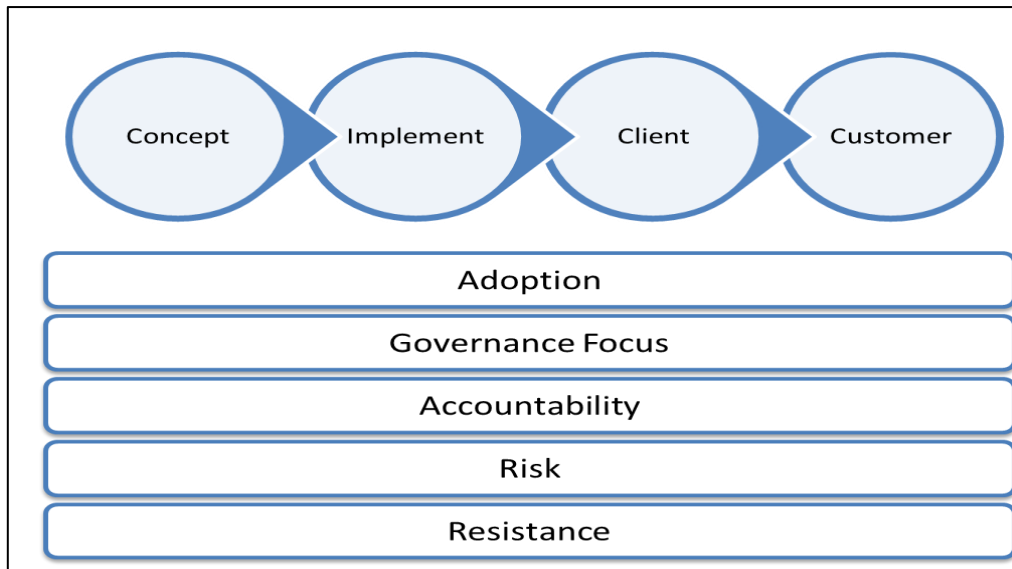 Concept
Implement
Client
Customer
Adoption
Governance Focus
Accountability
Risk
Resistance